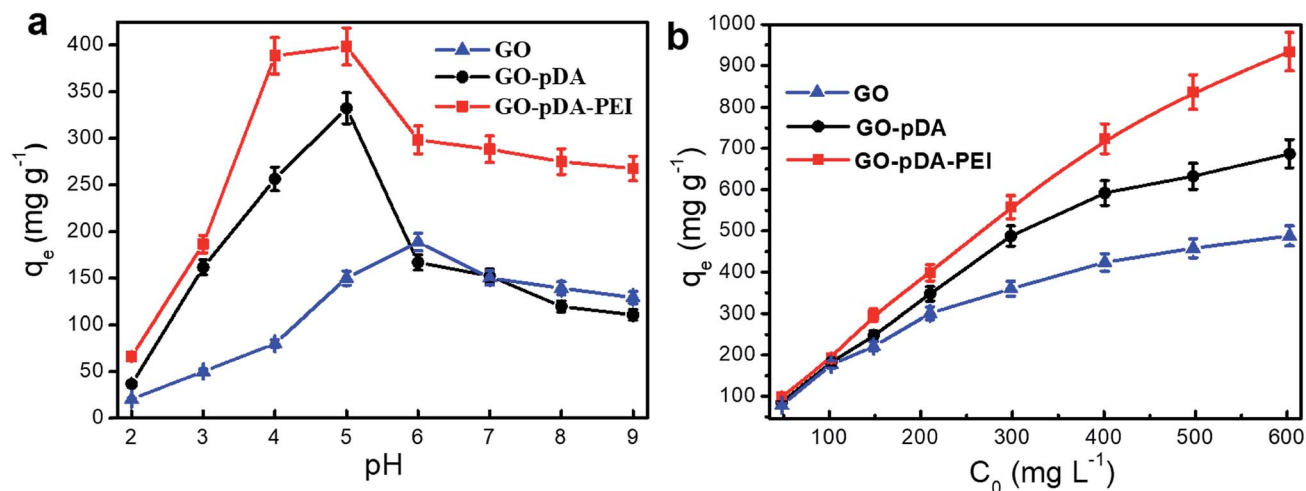 a
400
350
300
250
200
150
100
50
0
qₑ (mg g⁻¹)
GO
GO-pDA
GO-pDA-PEI
2 3 4 5 6 7 8 9
pH
b
1000
900
800
700
600
500
400
300
200
100
qₑ (mg g⁻¹)
GO
GO-pDA
GO-pDA-PEI
100 200 300 400 500 600
C₀ (mg L⁻¹)